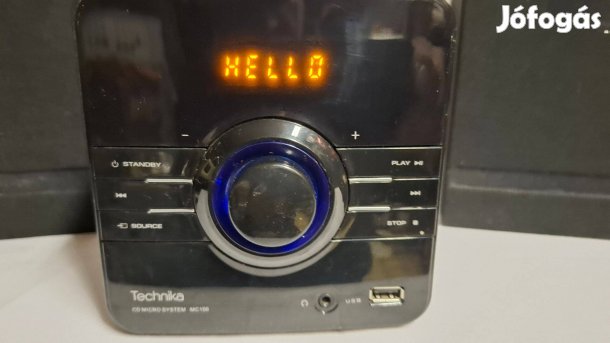 Jófogás
HELLO
- +
STANDBY PLAY
SOURCE STOP
Technika
CD MICRO SYSTEM MC108
USB